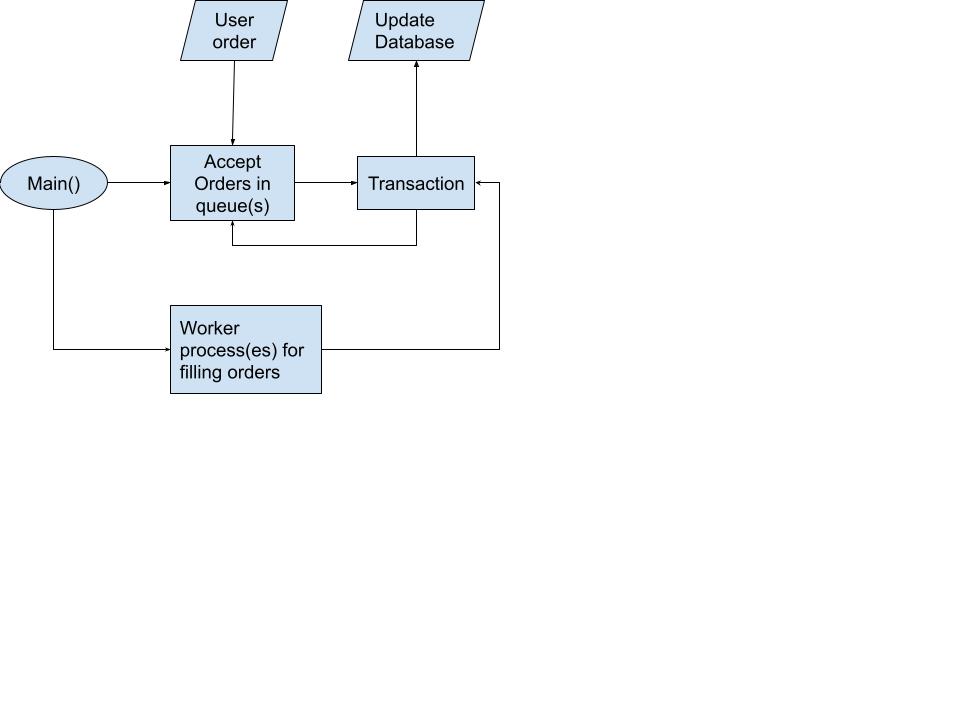 User
order
Update
Database
Main()
Accept
Orders in
queue(s)
Transaction
Worker
process(es) for
filling orders